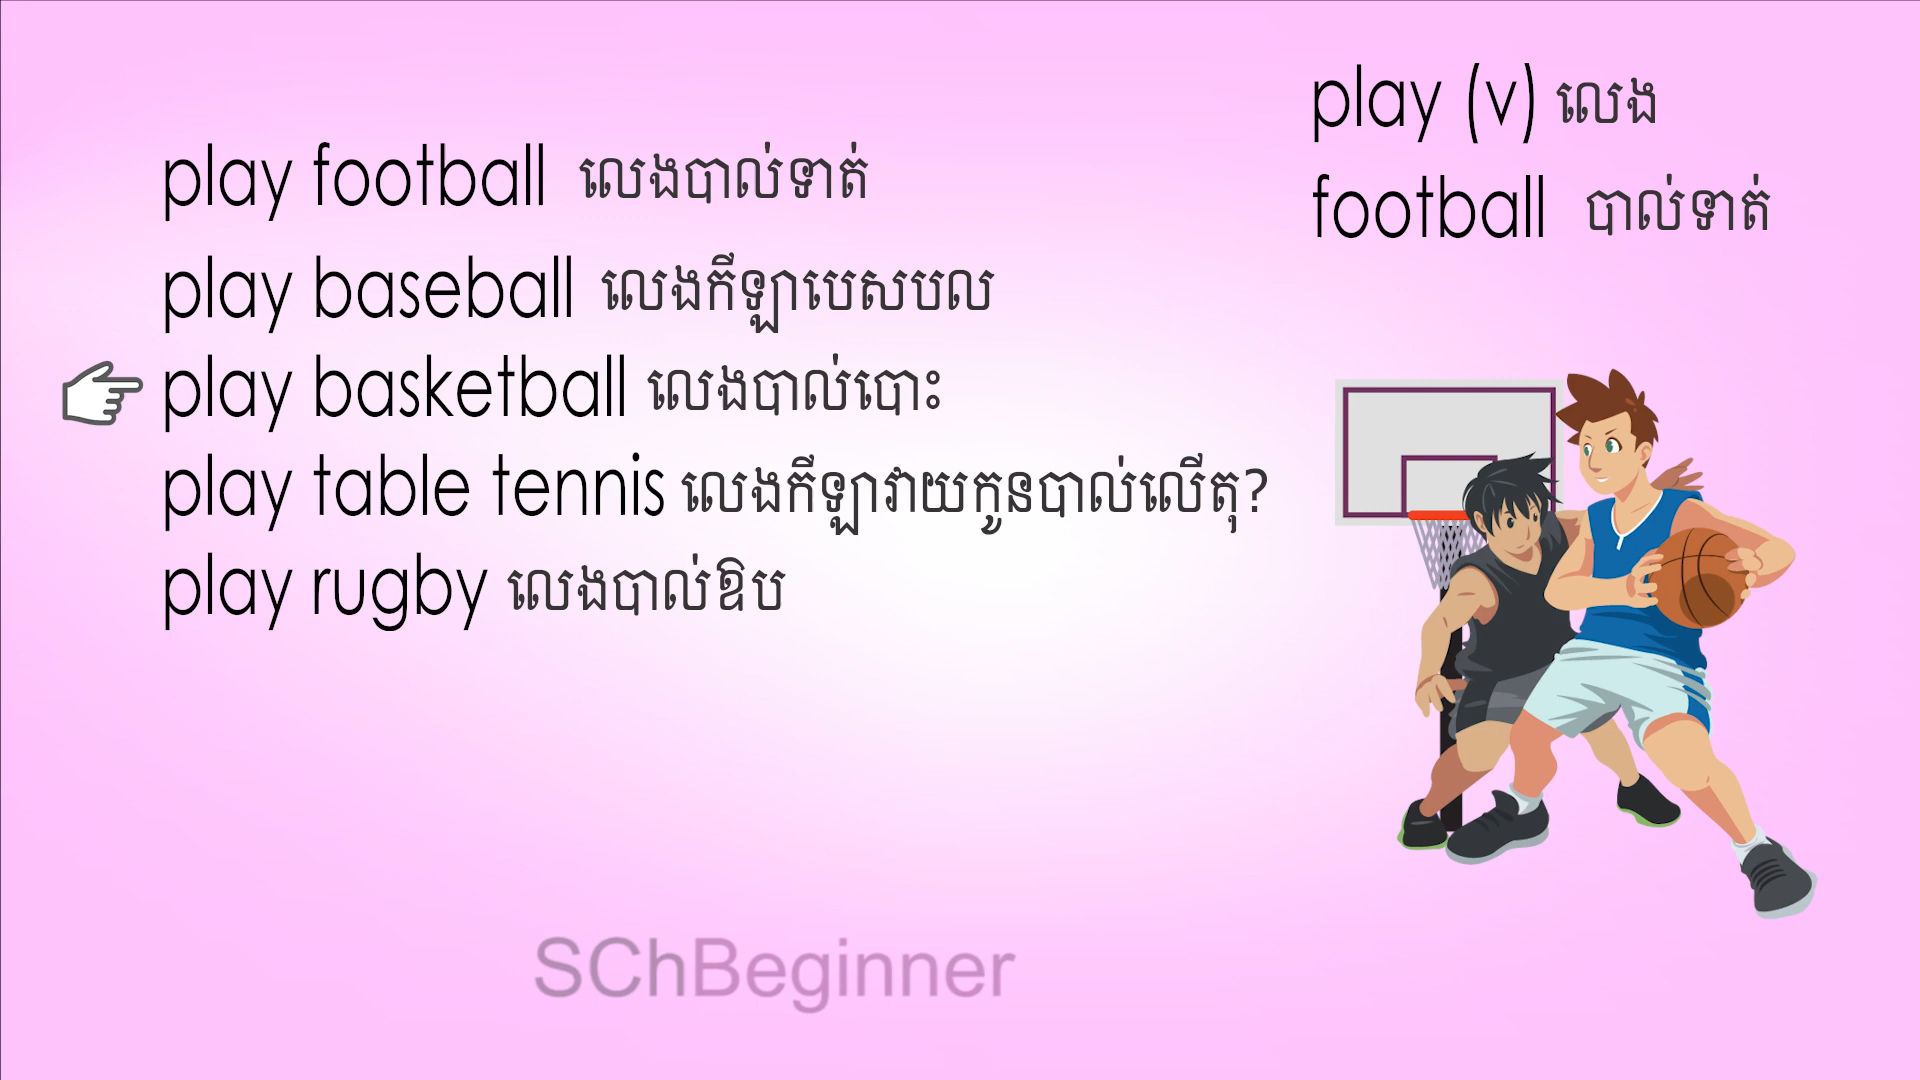 play football លេងបាល់ទាត់
play baseball លេងកីឡាបេសបល
play basketball លេងបាល់បោះ
play table tennis លេងកីឡាវាយកូនបាល់លើតុ?
play rugby លេងបាល់ឱប
play (v) លេង
football បាល់ទាត់
SChBeginner